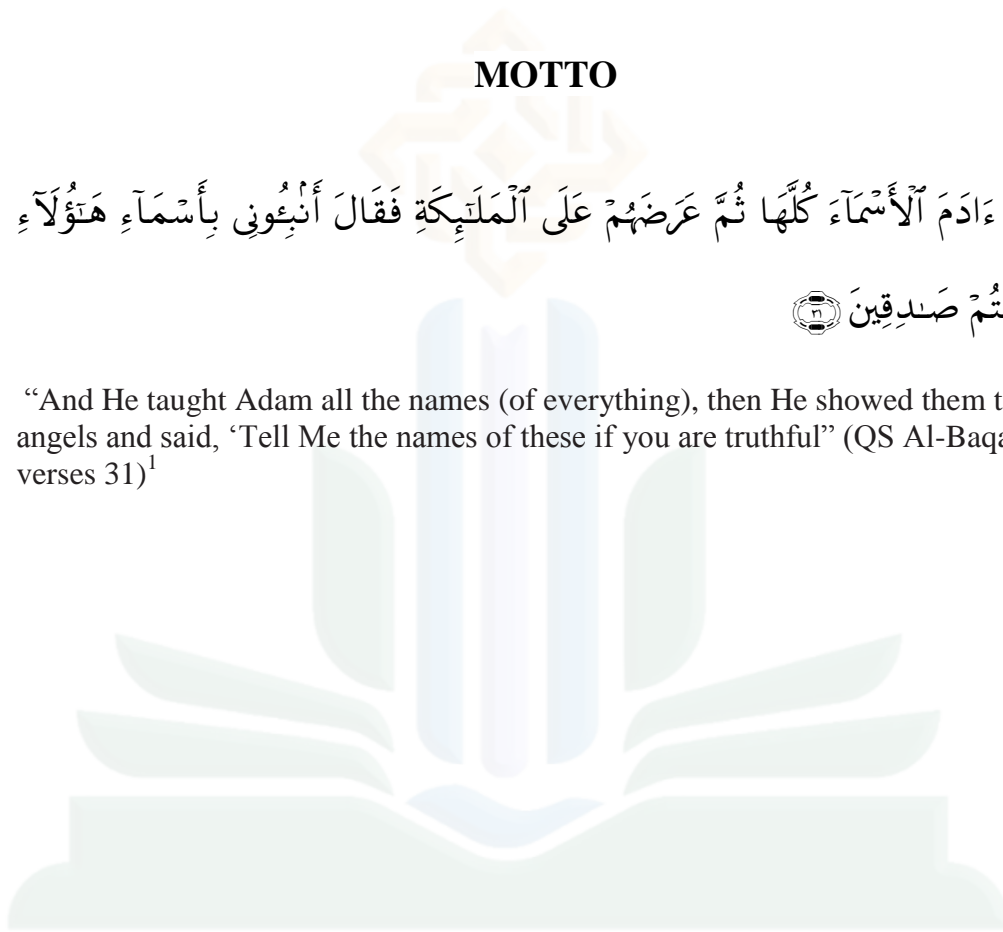 MOTTO
ءَادَمَ ٱلْأَسْمَآءَ كُلَّهَا ثُمَّ عَرَضَهُمْ عَلَى ٱلْمَلَٰٓئِكَةِ فَقَالَ أَنۢبِـُٔونِى بِأَسْمَآءِ هَٰٓؤُلَآءِ
صَٰدِقِينَ ٣١
“And He taught Adam all the names (of everything), then He showed them
angels and said, ‘Tell Me the names of these if you are truthful” (QS
verses 31)1